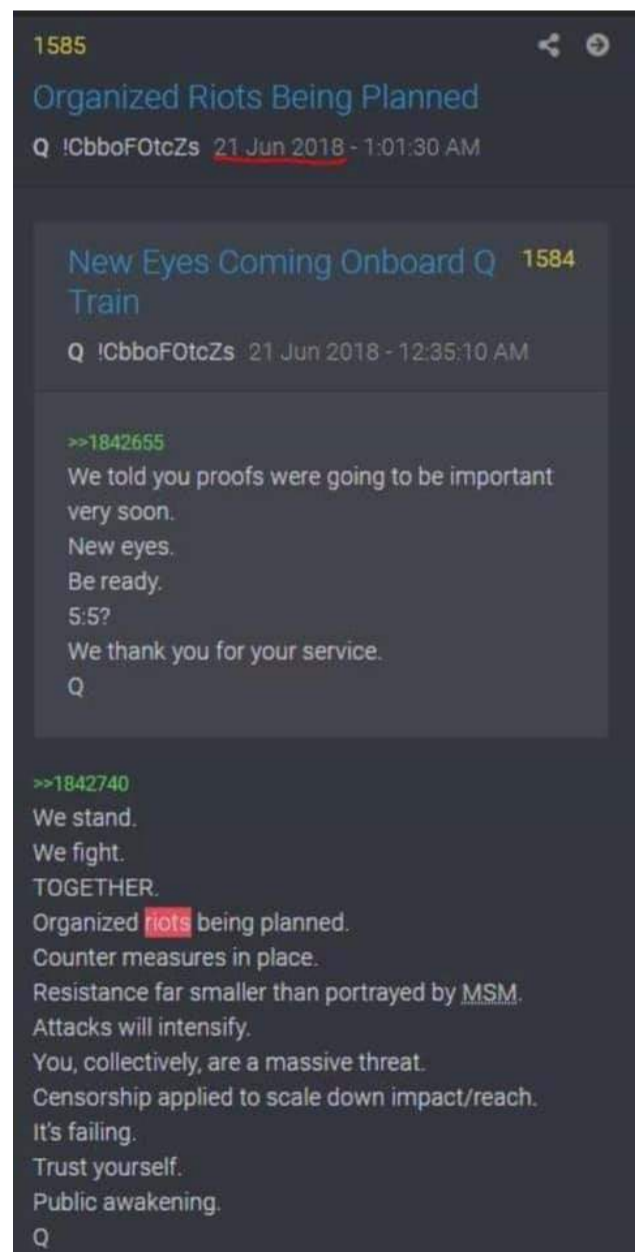 1585
Organized Riots Being Planned
Q !CbboFOtcZs 21 Jun 2018 - 1:01:30 AM
New Eyes Coming Onboard Q 1584
Train
Q !CbboFOtcZs 21 Jun 2018 - 12:35:10 AM
>>1842655
We told you proofs were going to be important
very soon.
New eyes.
Be ready.
5:5?
We thank you for your service.
Q
>>1842740
We stand.
We fight.
TOGETHER.
Organized riots being planned.
Counter measures in place.
Resistance far smaller than portrayed by MSM.
Attacks will intensify.
You, collectively, are a massive threat.
Censorship applied to scale down impact/reach.
It's failing.
Trust yourself.
Public awakening.
Q